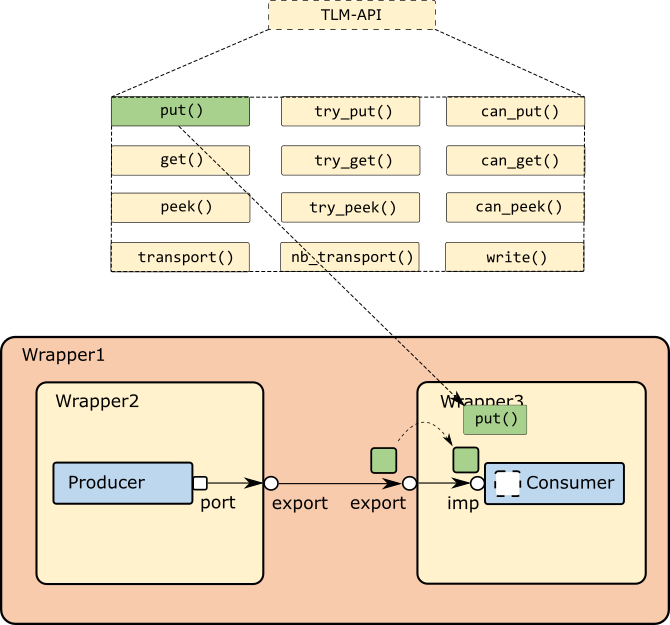 TLM-API
put() try_put() can_put()
get() try_get() can_get()
peek() try_peek() can_peek()
transport() nb_transport() write()
Wrapper1
Wrapper2 Wrapper3
put()
Producer Consumer
port export export imp